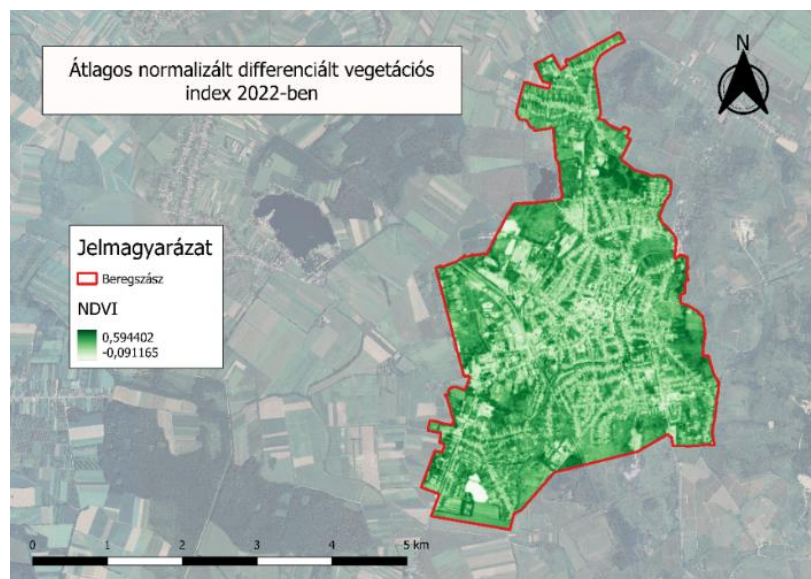 Átlagos normalizált differenciált vegetációs
index 2022-ben
N
Jelmagyarázat
Beregszász
NDVI
0,594402
-0,091165
0 1 2 3 4 5 km